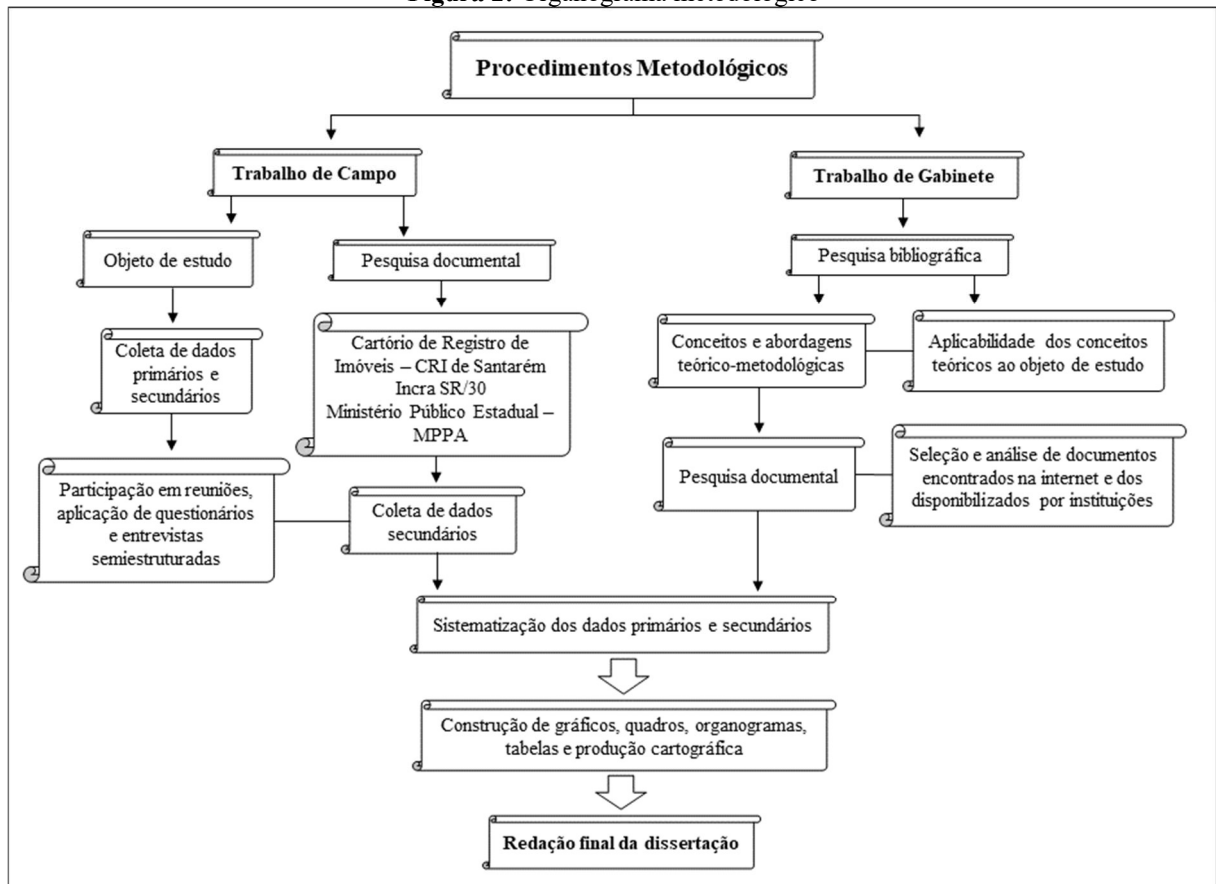 Figura 2: Organograma metodológico
Procedimentos Metodológicos
Trabalho de Campo
Trabalho de Gabinete
Objeto de estudo
Pesquisa documental
Pesquisa bibliográfica
Coleta de dados
primários e
secundários
Cartório de Registro de
Imóveis – CRI de Santarém
Incra SR/30
Ministério Público Estadual –
MPPA
Conceitos e abordagens
teórico-metodológicas
Aplicabilidade dos conceitos
teóricos ao objeto de estudo
Participação em reuniões,
aplicação de questionários
e entrevistas
semiestruturadas
Coleta de dados
secundários
Pesquisa documental
Seleção e análise de documentos
encontrados na internet e dos
disponibilizados por instituições
Sistematização dos dados primários e secundários
Construção de gráficos, quadros, organogramas,
tabelas e produção cartográfica
Redação final da dissertação